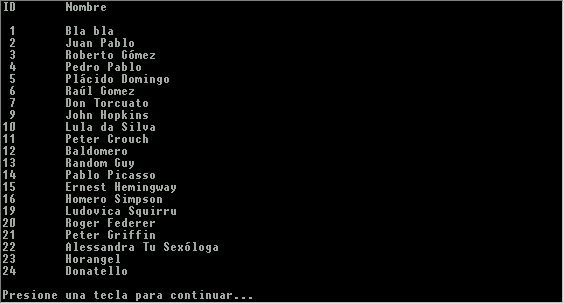 ID Nombre
1 Bla bla
2 Juan Pablo
3 Roberto Gómez
4 Pedro Pablo
5 Plácido Domingo
6 Raúl Gomez
7 Don Torcuato
9 John Hopkins
10 Lula da Silva
11 Peter Crouch
12 Baldomero
13 Random Guy
14 Pablo Picasso
15 Ernest Hemingway
16 Homero Simpson
19 Ludovica Squirru
20 Roger Federer
21 Peter Griffin
22 Alessandra Tu Sexóloga
23 Horangel
24 Donatello
Presione una tecla para continuar...